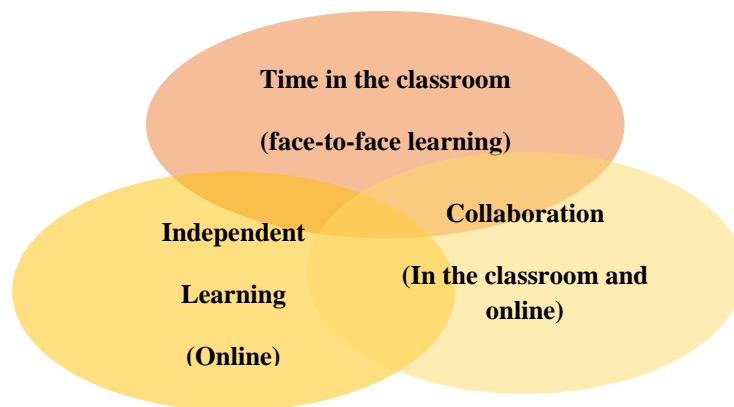 Time in the classroom
(face-to-face learning)
Independent
Learning
(Online)
Collaboration
(In the classroom and
online)